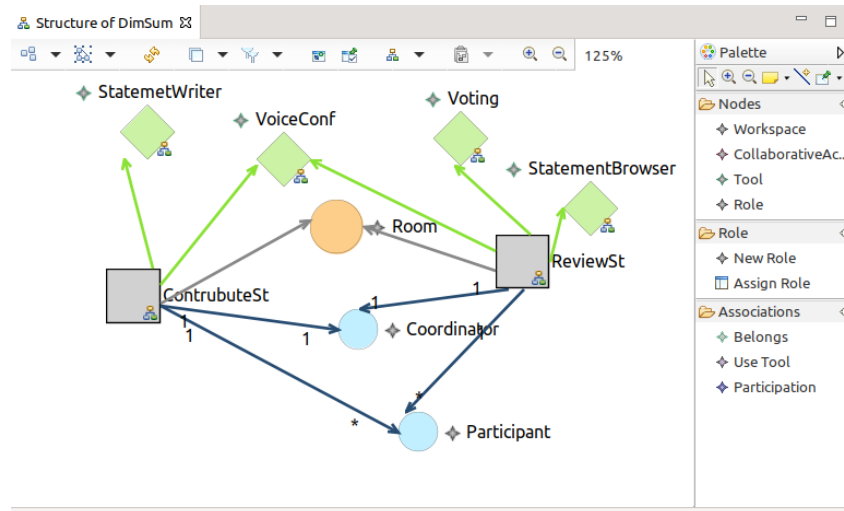 Structure of DimSum
125%
Palette
Nodes
Workspace
CollaborativeAc..
Tool
Role
Role
New Role
Assign Role
Associations
Belongs
Use Tool
Participation
StatemetWriter
VoiceConf
Voting
StatementBrowser
Room
ContrubuteSt
ReviewSt
1
1
1
1
1
Coordinator
*
*
Participant